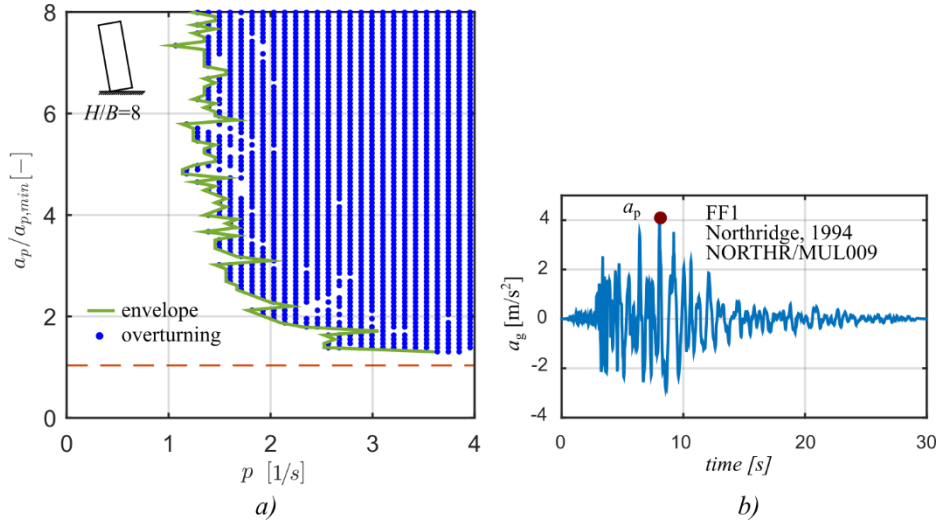 a)
8
6
4
2
0
a_p/a_{p,min} [−]
H/B=8
envelope
overturning
0 1 2 3 4
p [1/s]
a)
4
2
0
-2
-4
a_g [m/s²]
a_p
FF1
Northridge, 1994
NORTHR/MUL009
0 10 20 30
time [s]
b)